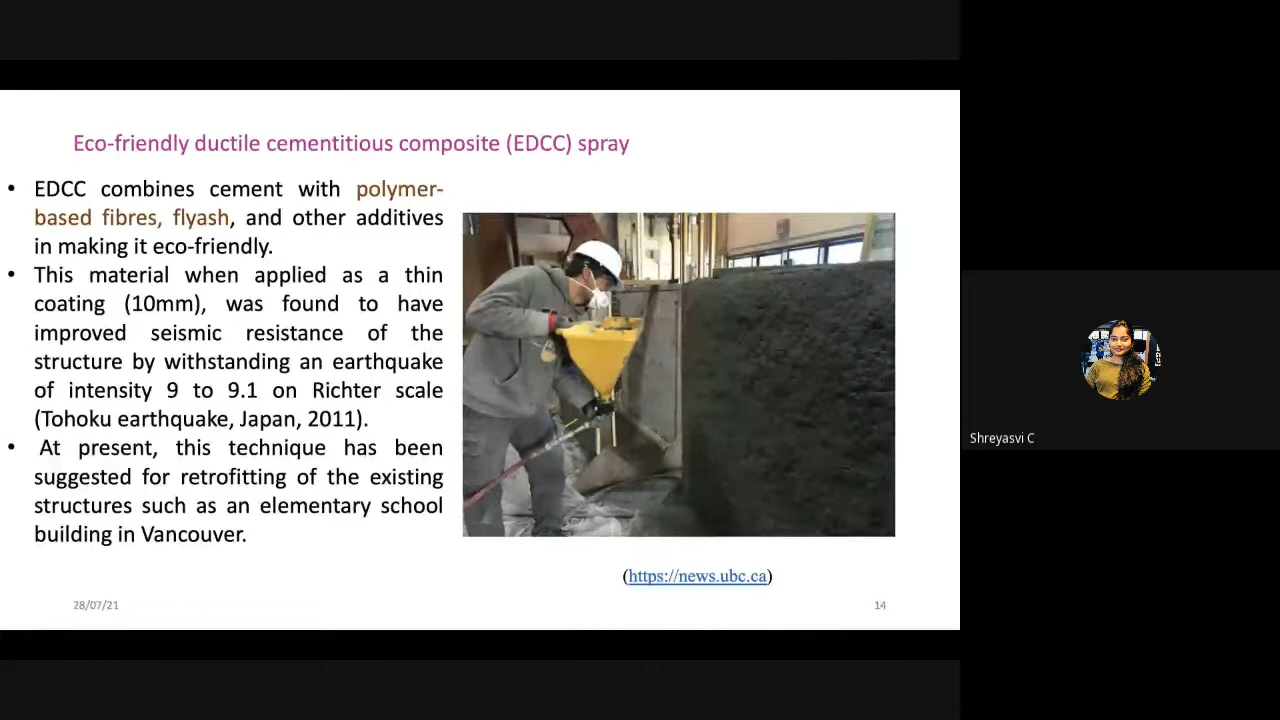 Eco-friendly ductile cementitious composite (EDCC) spray
• EDCC combines cement with polymer-
based fibres, flyash, and other additives
in making it eco-friendly.
• This material when applied as a thin
coating (10mm), was found to have
improved seismic resistance of the
structure by withstanding an earthquake
of intensity 9 to 9.1 on Richter scale
(Tohoku earthquake, Japan, 2011).
• At present, this technique has been
suggested for retrofitting of the existing
structures such as an elementary school
building in Vancouver.
(https://news.ubc.ca)
28/07/21
14
Shreyasvi C